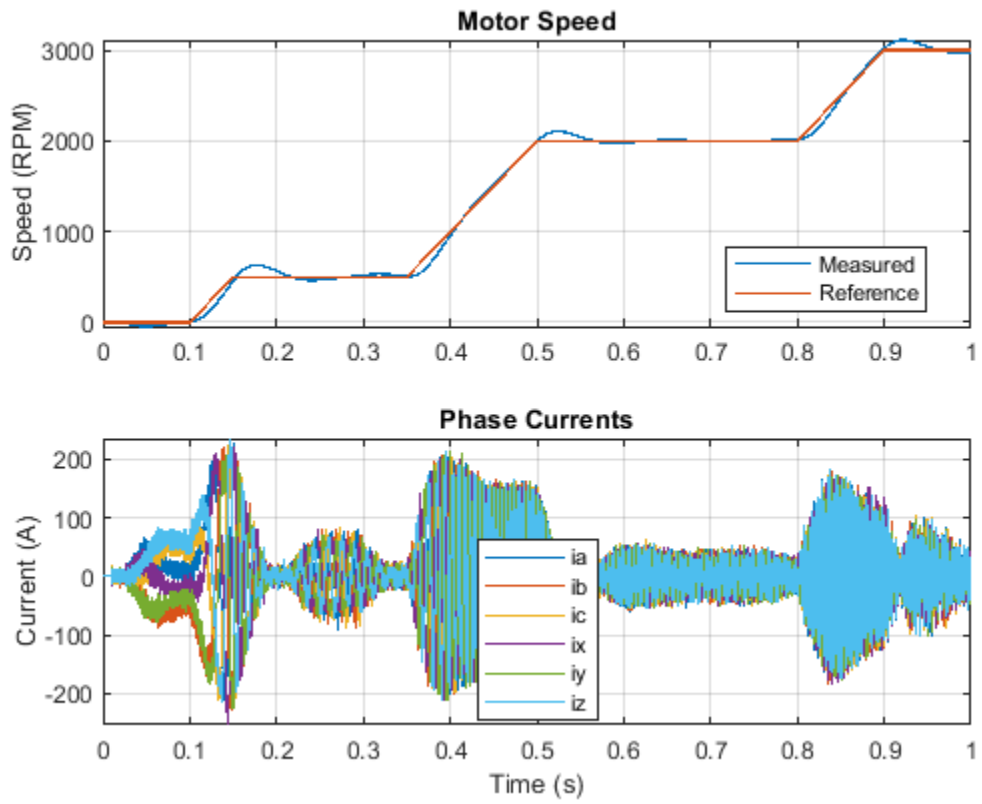 Motor Speed
3000
2000
1000
0
Speed (RPM)
Measured
Reference
0 0.1 0.2 0.3 0.4 0.5 0.6 0.7 0.8 0.9 1
Phase Currents
200
100
0
-100
-200
Current (A)
ia
ib
ic
ix
iy
iz
0 0.1 0.2 0.3 0.4 0.5 0.6 0.7 0.8 0.9 1
Time (s)